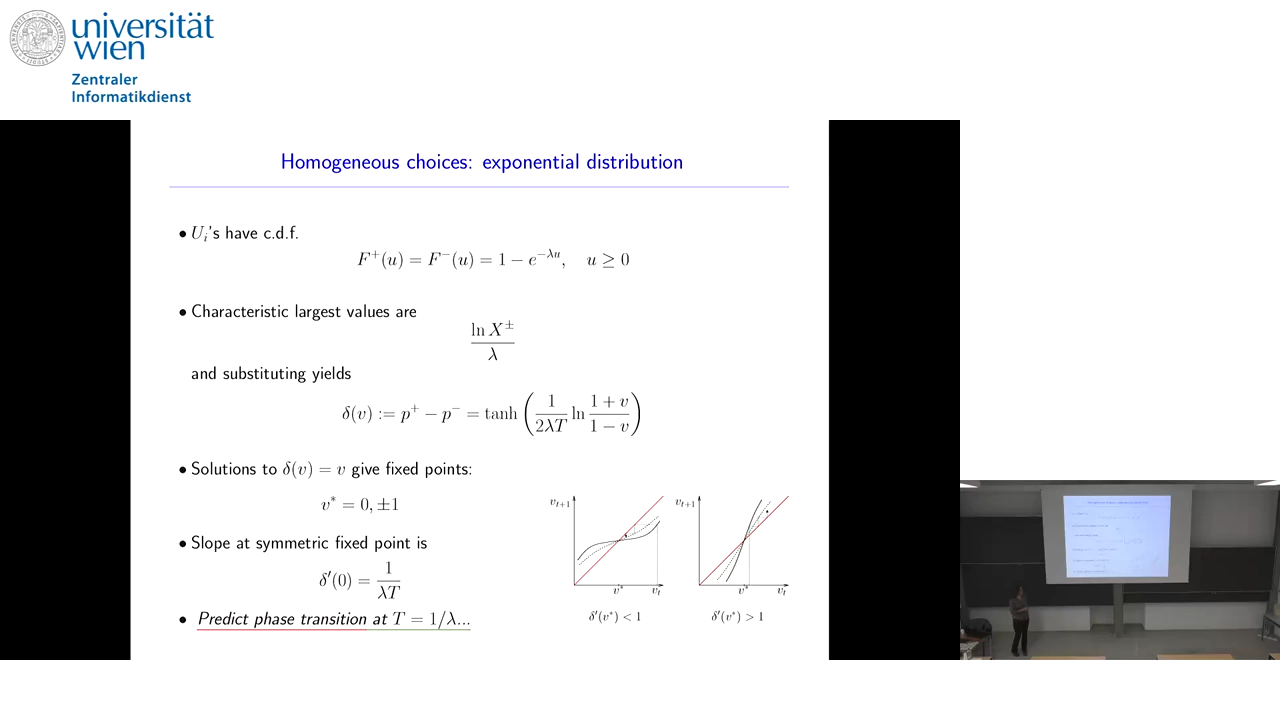 universität
wien
Zentraler
Informatikdienst
Homogeneous choices: exponential distribution
• U_i's have c.d.f.
F^+(u) = F^-(u) = 1 − e^{−λu}, u ≥ 0
• Characteristic largest values are
ln X^± / λ
and substituting yields
δ(v) := p^+ − p^- = tanh ( 1/(2λT) ln (1 + v)/(1 − v) )
• Solutions to δ(v) = v give fixed points:
v* = 0, ±1
v_{t+1} v_{t+1}
• Slope at symmetric fixed point is
δ′(0) = 1/(λT)
v* v_t v* v_t
δ′(v*) < 1 δ′(v*) > 1
• Predict phase transition at T = 1/λ...